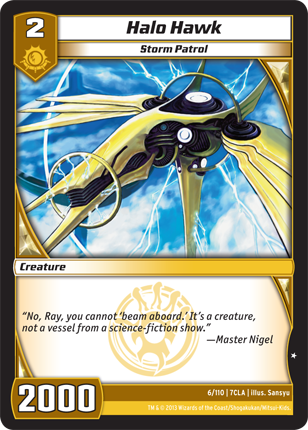 2
Halo Hawk
Storm Patrol
Creature
“No, Ray, you cannot ‘beam aboard.’ It’s a creature,
not a vessel from a science-fiction show.”
—Master Nigel
2000
6/110 | 7CLA | illus. Sansyu
TM & © 2013 Wizards of the Coast/Shogakukan/Mitsui-Kids